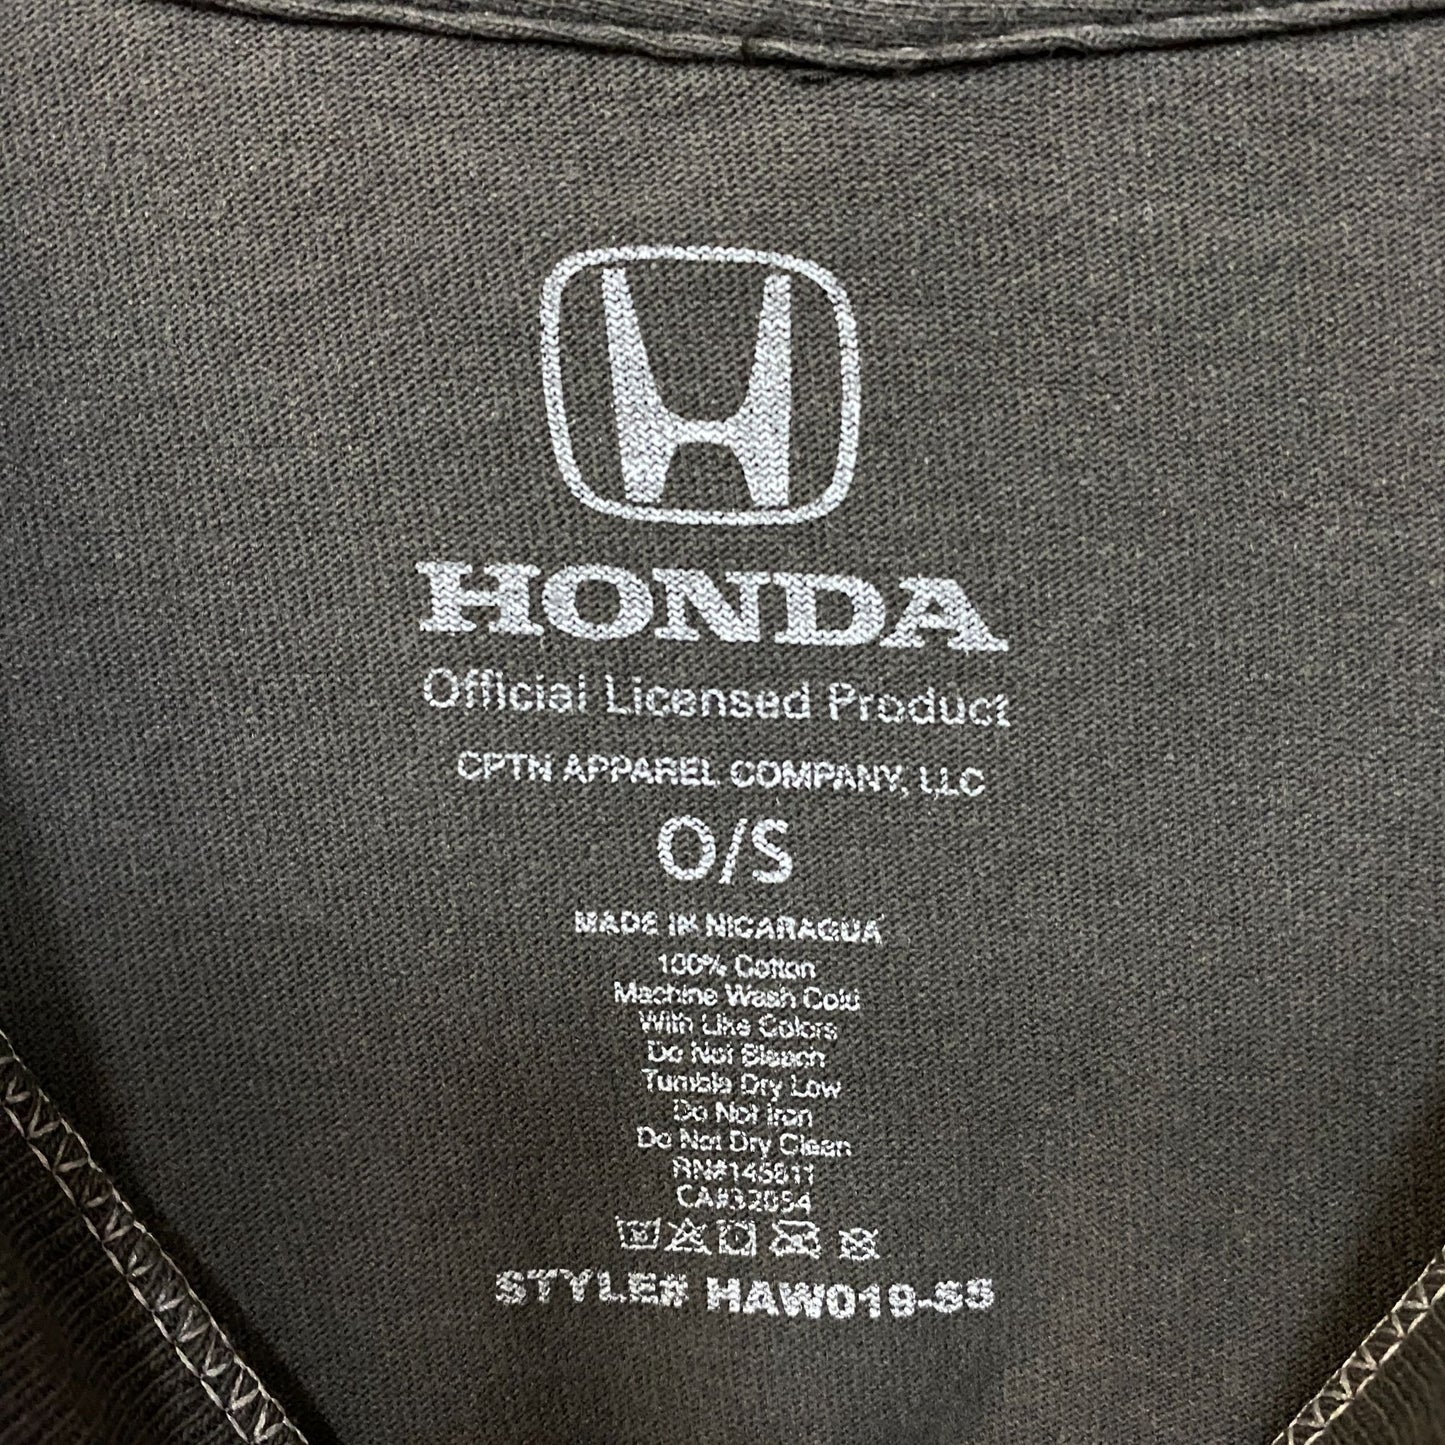 HONDA
Official Licensed Product
CPTN APPAREL COMPANY, LLC
O/S
MADE IN NICARAGUA
100% Cotton
Machine Wash Cold
With Like Colors
Do Not Bleach
Tumble Dry Low
Do Not Iron
Do Not Dry Clean
RN#145811
CA#32054
STYLE# HAW019-SS